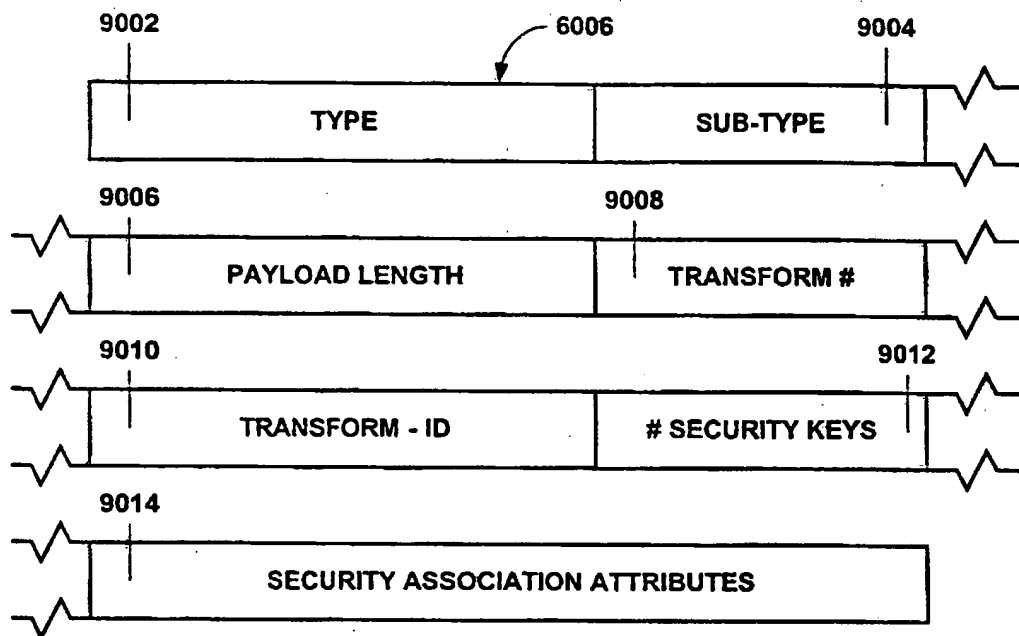 9002 6006 9004
TYPE SUB-TYPE
9006 9008
PAYLOAD LENGTH TRANSFORM #
9010 9012
TRANSFORM - ID # SECURITY KEYS
9014
SECURITY ASSOCIATION ATTRIBUTES